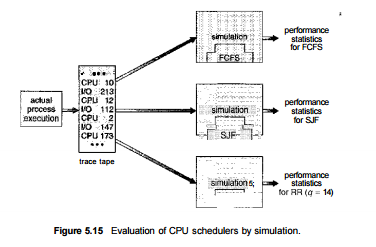 actual
process
execution
• • •
CPU 10
I/O 213
CPU 12
I/O 112
CPU 2
I/O 147
CPU 173
• • •
trace tape
simulation
FCFS
performance
statistics
for FCFS
simulation
SJF
performance
statistics
for SJF
simulation
performance
statistics
for RR (q = 14)
Figure 5.15 Evaluation of CPU schedulers by simulation.